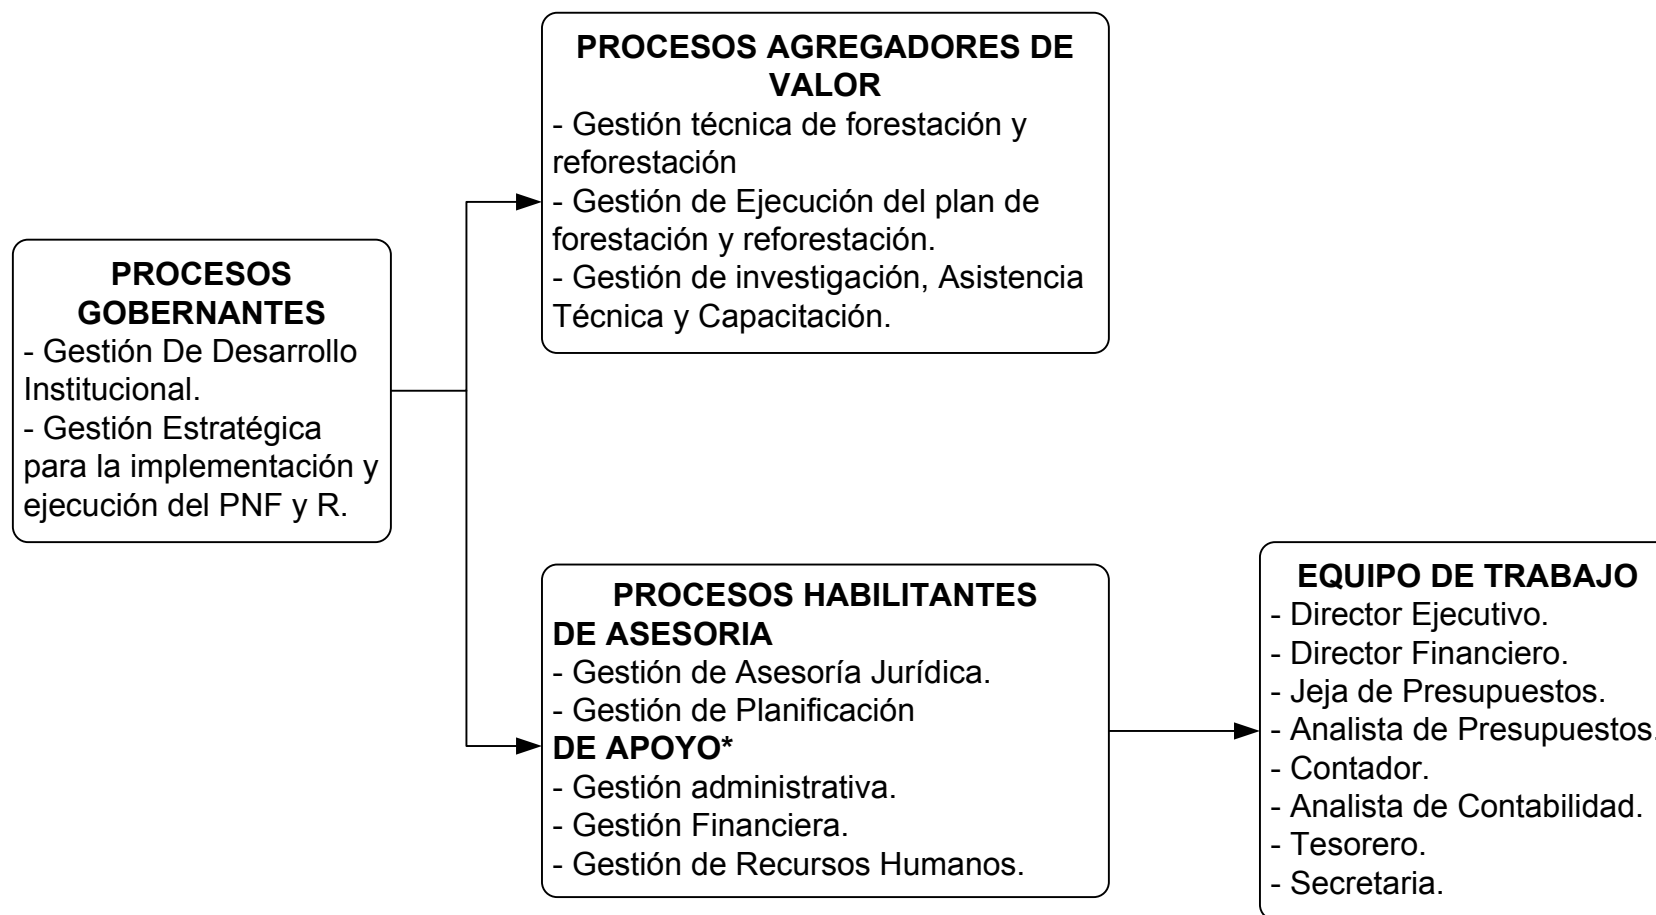 PROCESOS AGREGADORES DE
VALOR
- Gestión técnica de forestación y
reforestación
- Gestión de Ejecución del plan de
forestación y reforestación.
- Gestión de investigación, Asistencia
Técnica y Capacitación.
PROCESOS
GOBERNANTES
- Gestión De Desarrollo
Institucional.
- Gestión Estratégica
para la implementación y
ejecución del PNF y R.
PROCESOS HABILITANTES
DE ASESORIA
- Gestión de Asesoría Jurídica.
- Gestión de Planificación
DE APOYO*
- Gestión administrativa.
- Gestión Financiera.
- Gestión de Recursos Humanos.
EQUIPO DE TRABAJO
- Director Ejecutivo.
- Director Financiero.
- Jeja de Presupuestos.
- Analista de Presupuestos.
- Contador.
- Analista de Contabilidad.
- Tesorero.
- Secretaria.